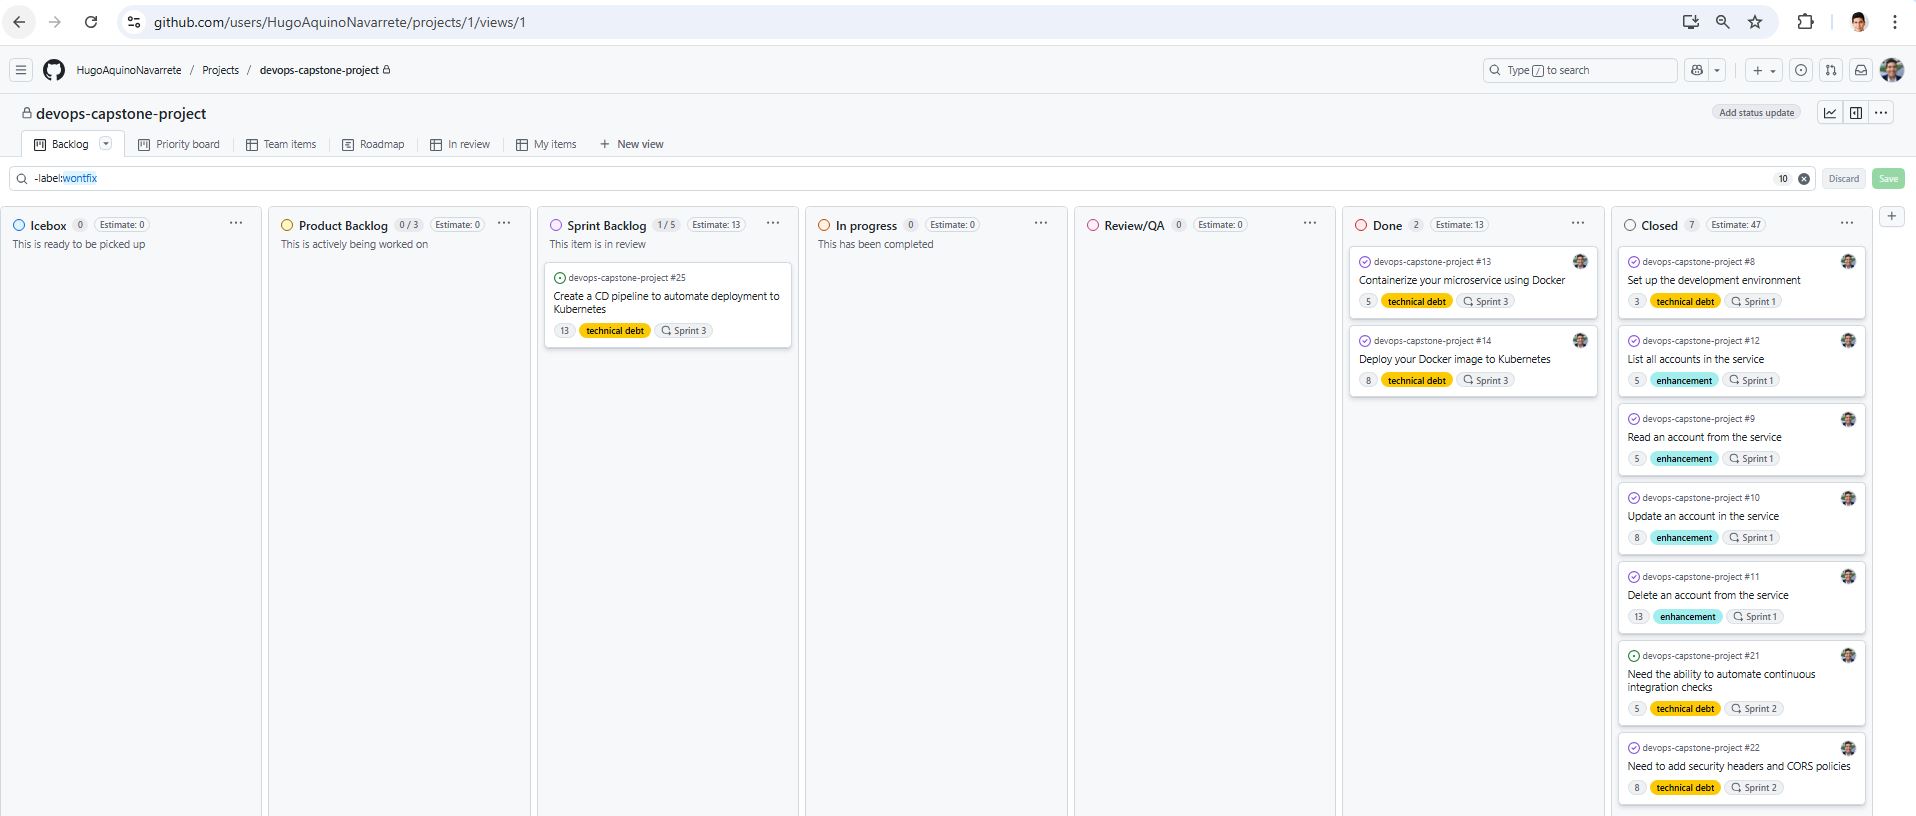 github.com/users/HugoAquinoNavarrete/projects/1/views/1
HugoAquinoNavarrete / Projects / devops-capstone-project
Type / to search
devops-capstone-project
Add status update
Backlog
Priority board
Team items
Roadmap
In review
My items
+ New view
-label:wontfix
10
Discard
Save
Icebox 0 Estimate: 0
This is ready to be picked up
Product Backlog 0 / 3 Estimate: 0
This is actively being worked on
Sprint Backlog 1 / 5 Estimate: 13
This item is in review
devops-capstone-project #25
Create a CD pipeline to automate deployment to
Kubernetes
13 technical debt Sprint 3
In progress 0 Estimate: 0
This has been completed
Review/QA 0 Estimate: 0
Done 2 Estimate: 13
devops-capstone-project #13
Containerize your microservice using Docker
5 technical debt Sprint 3
devops-capstone-project #14
Deploy your Docker image to Kubernetes
8 technical debt Sprint 3
Closed 7 Estimate: 47
devops-capstone-project #8
Set up the development environment
3 technical debt Sprint 1
devops-capstone-project #12
List all accounts in the service
5 enhancement Sprint 1
devops-capstone-project #9
Read an account from the service
5 enhancement Sprint 1
devops-capstone-project #10
Update an account in the service
8 enhancement Sprint 1
devops-capstone-project #11
Delete an account from the service
13 enhancement Sprint 1
devops-capstone-project #21
Need the ability to automate continuous
integration checks
5 technical debt Sprint 2
devops-capstone-project #22
Need to add security headers and CORS policies
8 technical debt Sprint 2